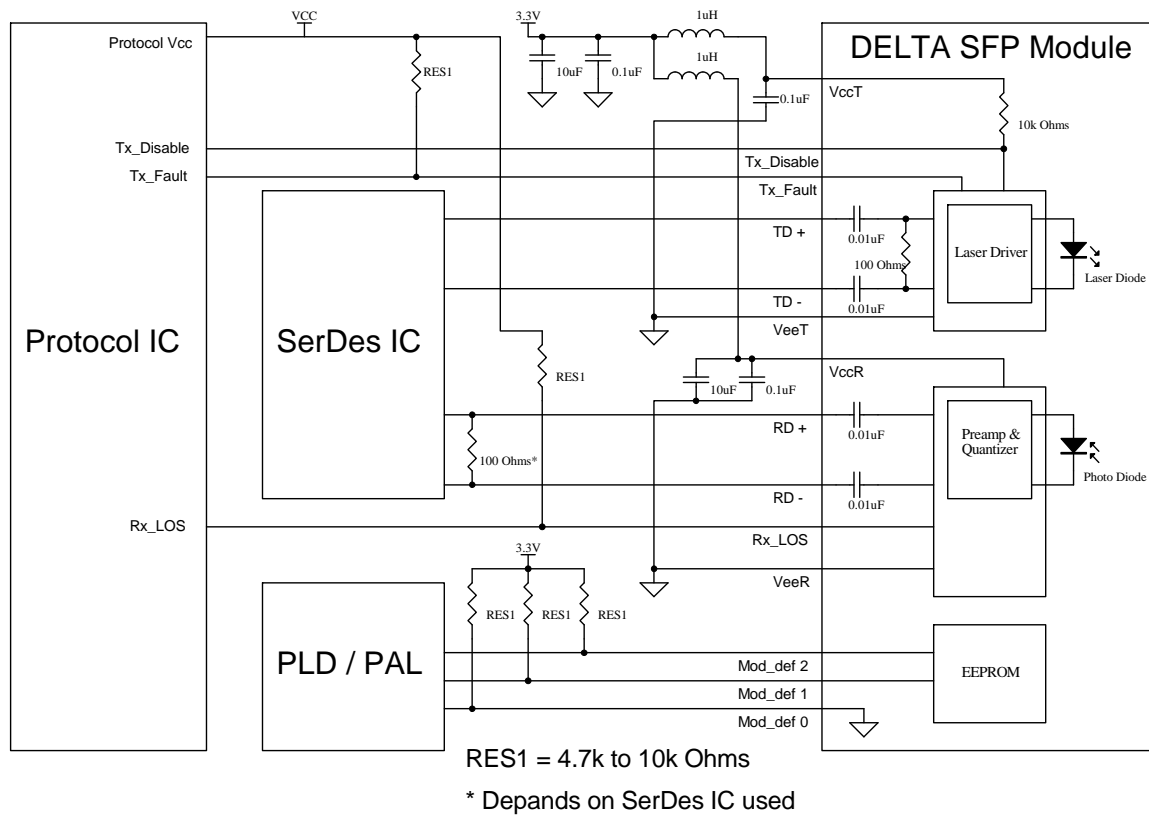 VCC
3.3V
1uH
Protocol Vcc
DELTA SFP Module
1uH
RES1
10uF
0.1uF
VccT
0.1uF
10k Ohms
Tx_Disable
Tx_Disable
Tx_Fault
Tx_Fault
TD +
0.01uF
Laser Driver
100 Ohms
Laser Diode
TD -
0.01uF
VeeT
Protocol IC
SerDes IC
RES1
VccR
10uF
0.1uF
RD +
0.01uF
Preamp &
Quantizer
100 Ohms*
Photo Diode
RD -
0.01uF
Rx_LOS
Rx_LOS
3.3V
VeeR
RES1
RES1
RES1
PLD / PAL
Mod_def 2
EEPROM
Mod_def 1
Mod_def 0
RES1 = 4.7k to 10k Ohms
* Depands on SerDes IC used